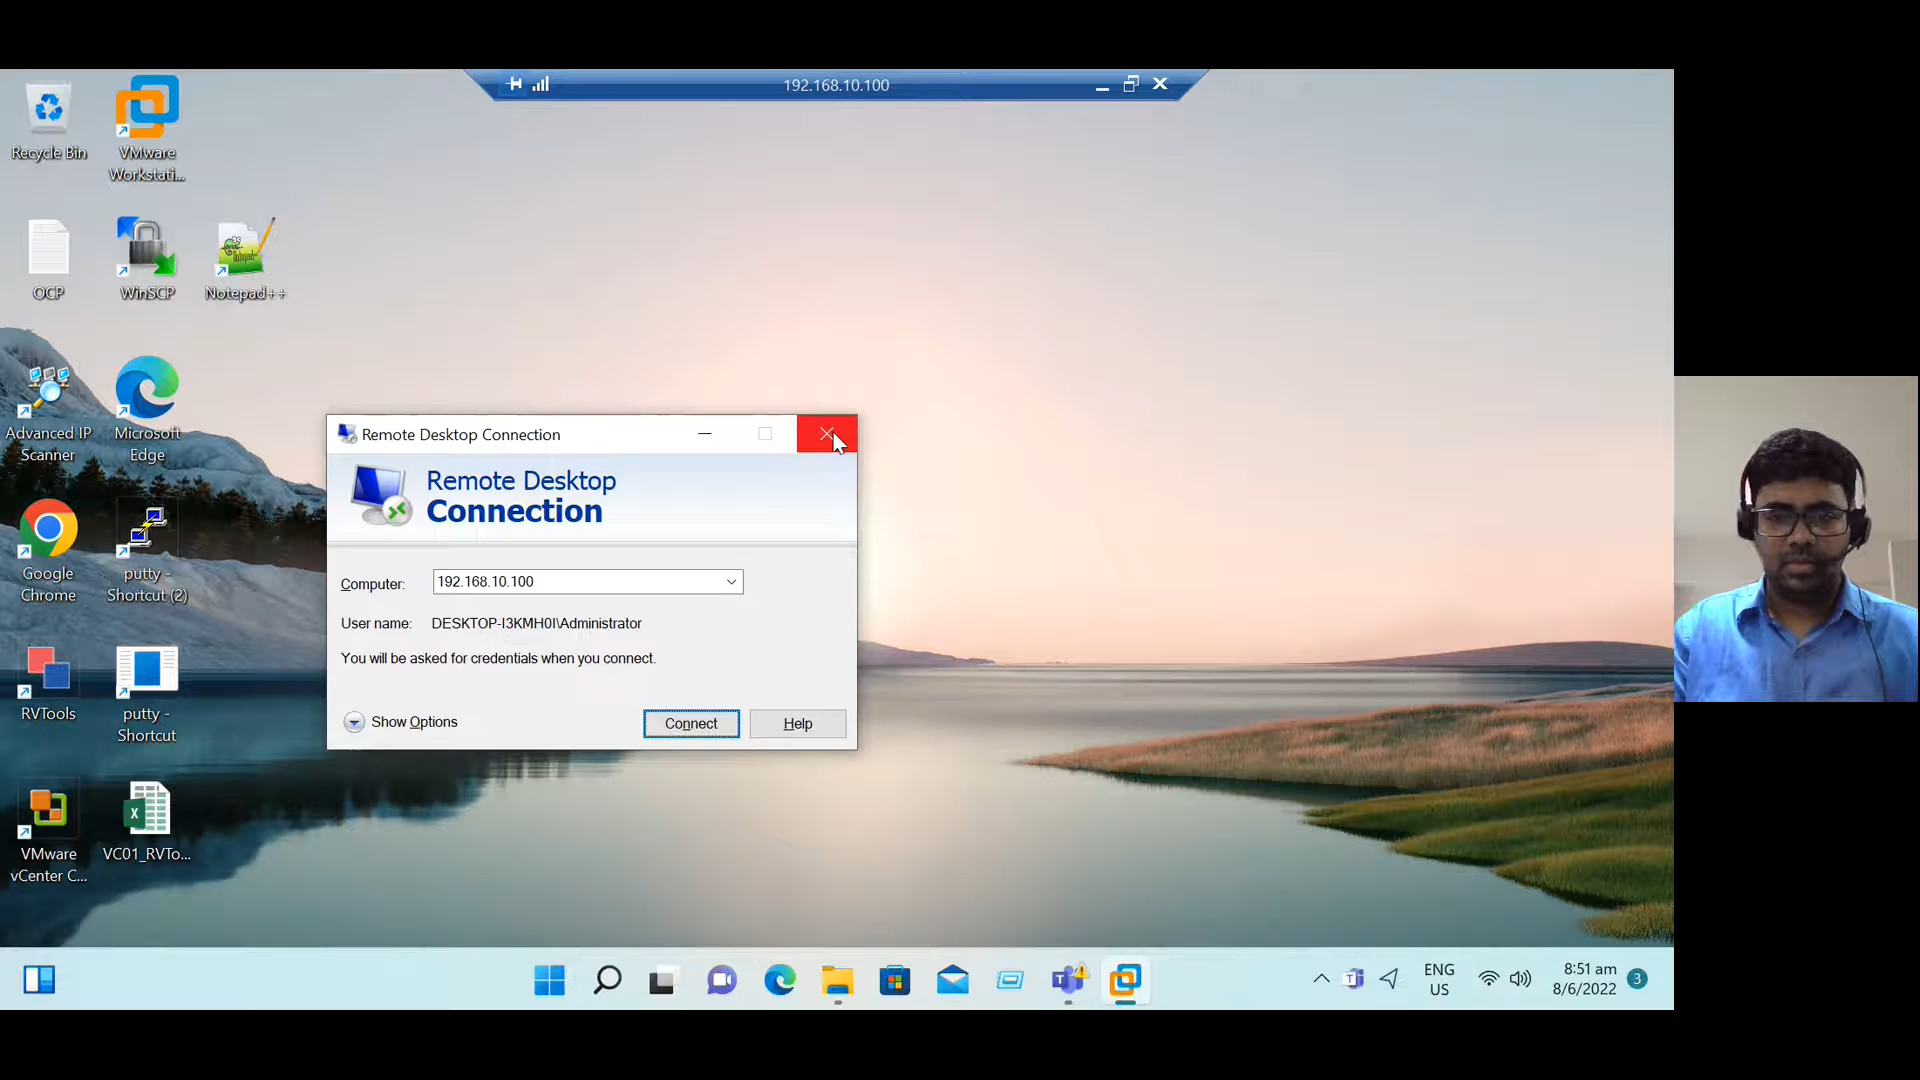 192.168.10.100
Recycle Bin
VMware
Workstati...
OCP
WinSCP
Notepad++
Advanced IP
Scanner
Microsoft
Edge
Google
Chrome
putty -
Shortcut (2)
RVTools
putty -
Shortcut
VMware
vCenter C...
VC01_RVTo...
Remote Desktop Connection
Remote Desktop
Connection
Computer:
192.168.10.100
User name:
DESKTOP-I3KMH0I\Administrator
You will be asked for credentials when you connect.
Show Options
Connect
Help
ENG
US
8:51 am
8/6/2022
3